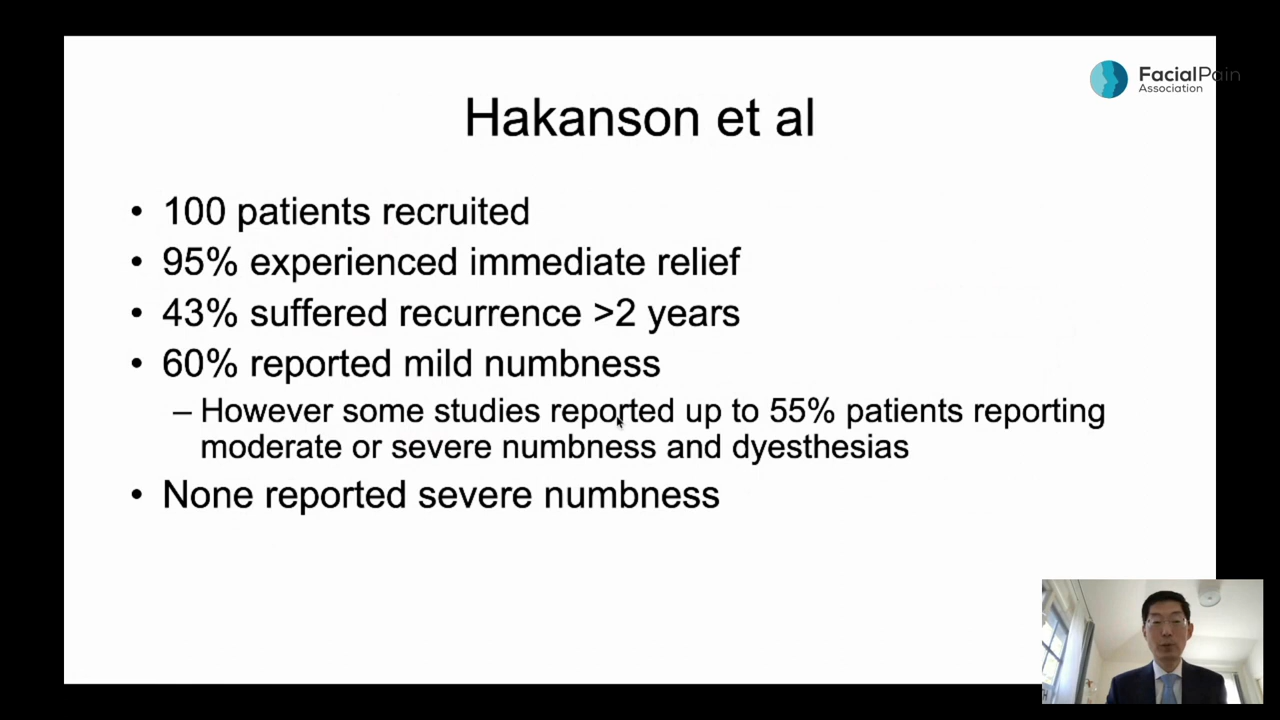 FacialPain
Association
Hakanson et al
• 100 patients recruited
• 95% experienced immediate relief
• 43% suffered recurrence >2 years
• 60% reported mild numbness
– However some studies reported up to 55% patients reporting
moderate or severe numbness and dyesthesias
• None reported severe numbness